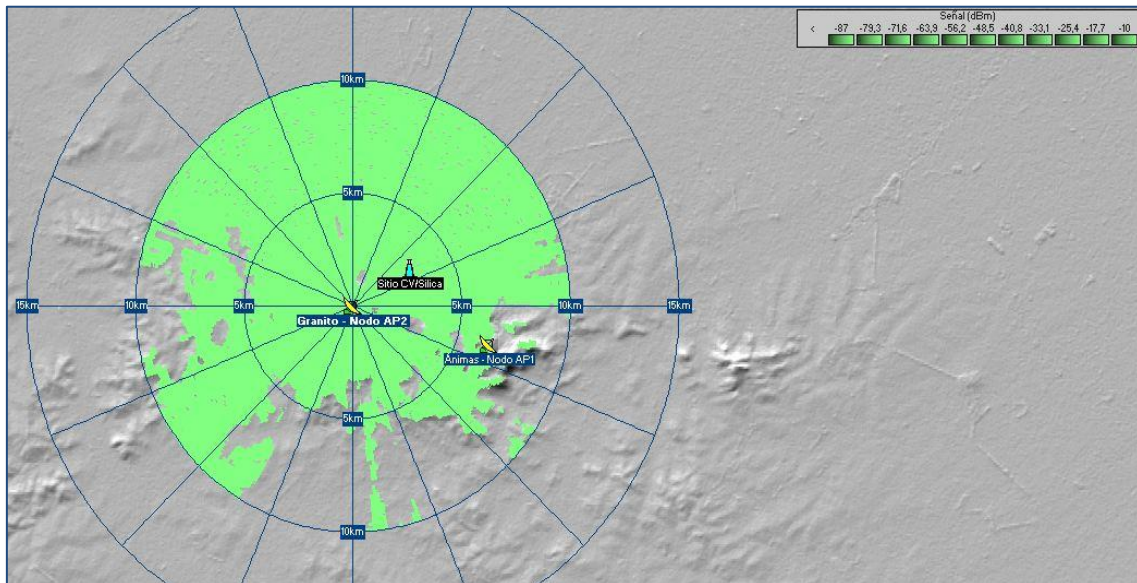 Señal (dBm)
< -87 -79,3 -71,6 -63,9 -56,2 -48,5 -40,8 -33,1 -25,4 -17,7 -10
10km
5km
Sitio CV/Silica
15km 10km 5km 5km 10km 15km
Granito - Nodo AP2
Ánimas - Nodo AP1
5km
10km